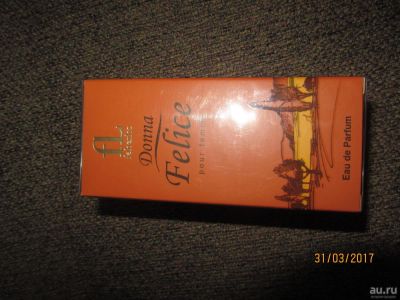 fL
Donna
Felice
pour femme
Eau de Parfum
31/03/2017
au.ru